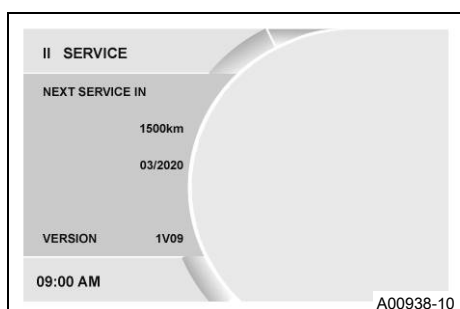 II SERVICE
NEXT SERVICE IN
1500km
03/2020
VERSION 1V09
09:00 AM
A00938-10